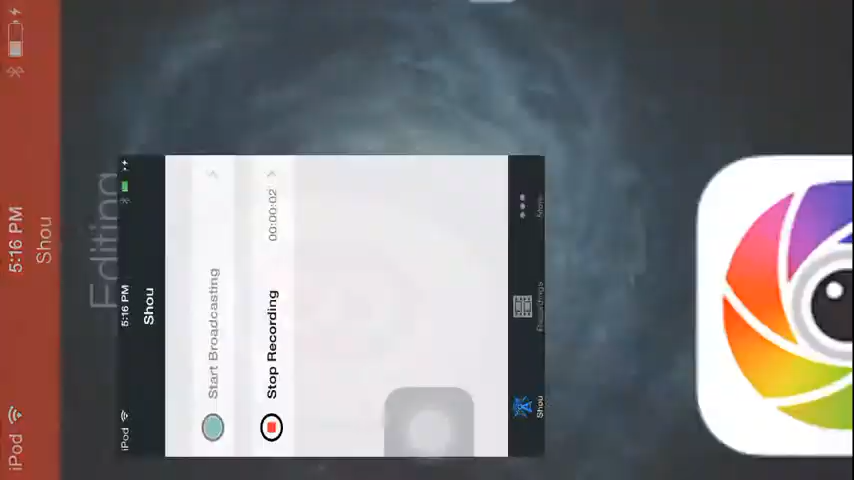 iPod 5:16 PM
Shou
Editing
iPod 5:16 PM
Shou
Start Broadcasting
Stop Recording 00:00:02
Shou Recordings More